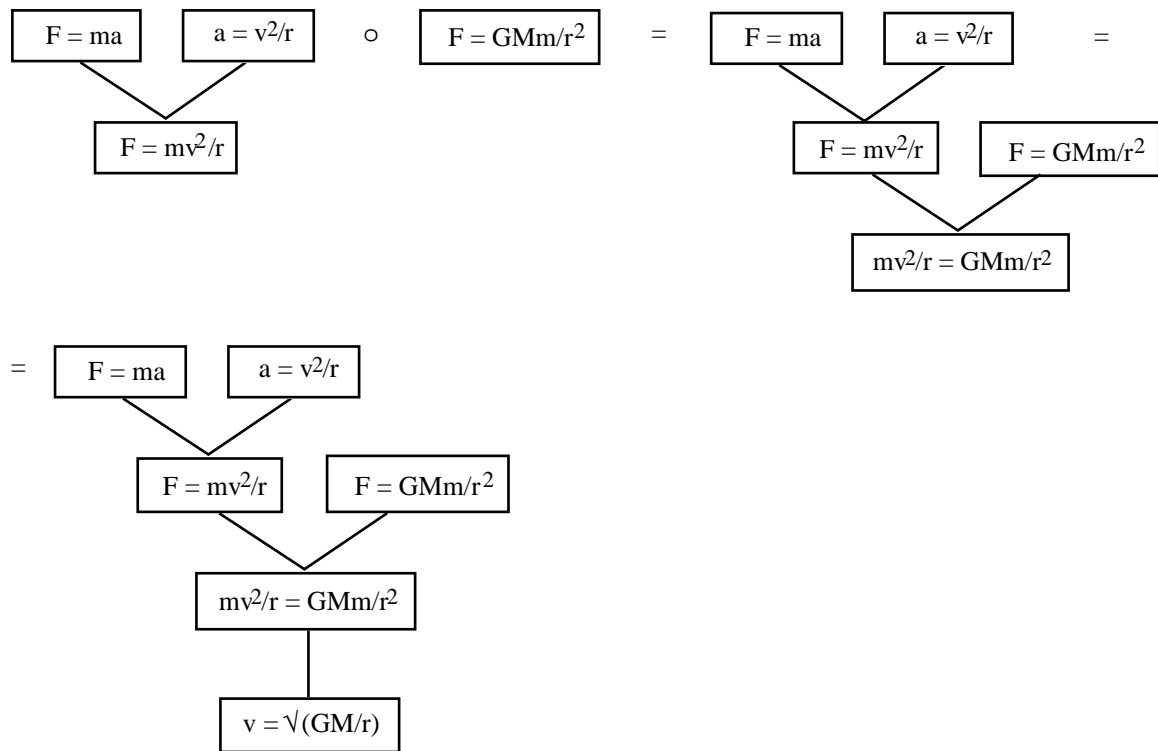 F = ma a = v²/r ○ F = GMm/r² = F = ma a = v²/r =
F = mv²/r F = mv²/r F = GMm/r²
mv²/r = GMm/r²
= F = ma a = v²/r
F = mv²/r F = GMm/r²
mv²/r = GMm/r²
v = √(GM/r)